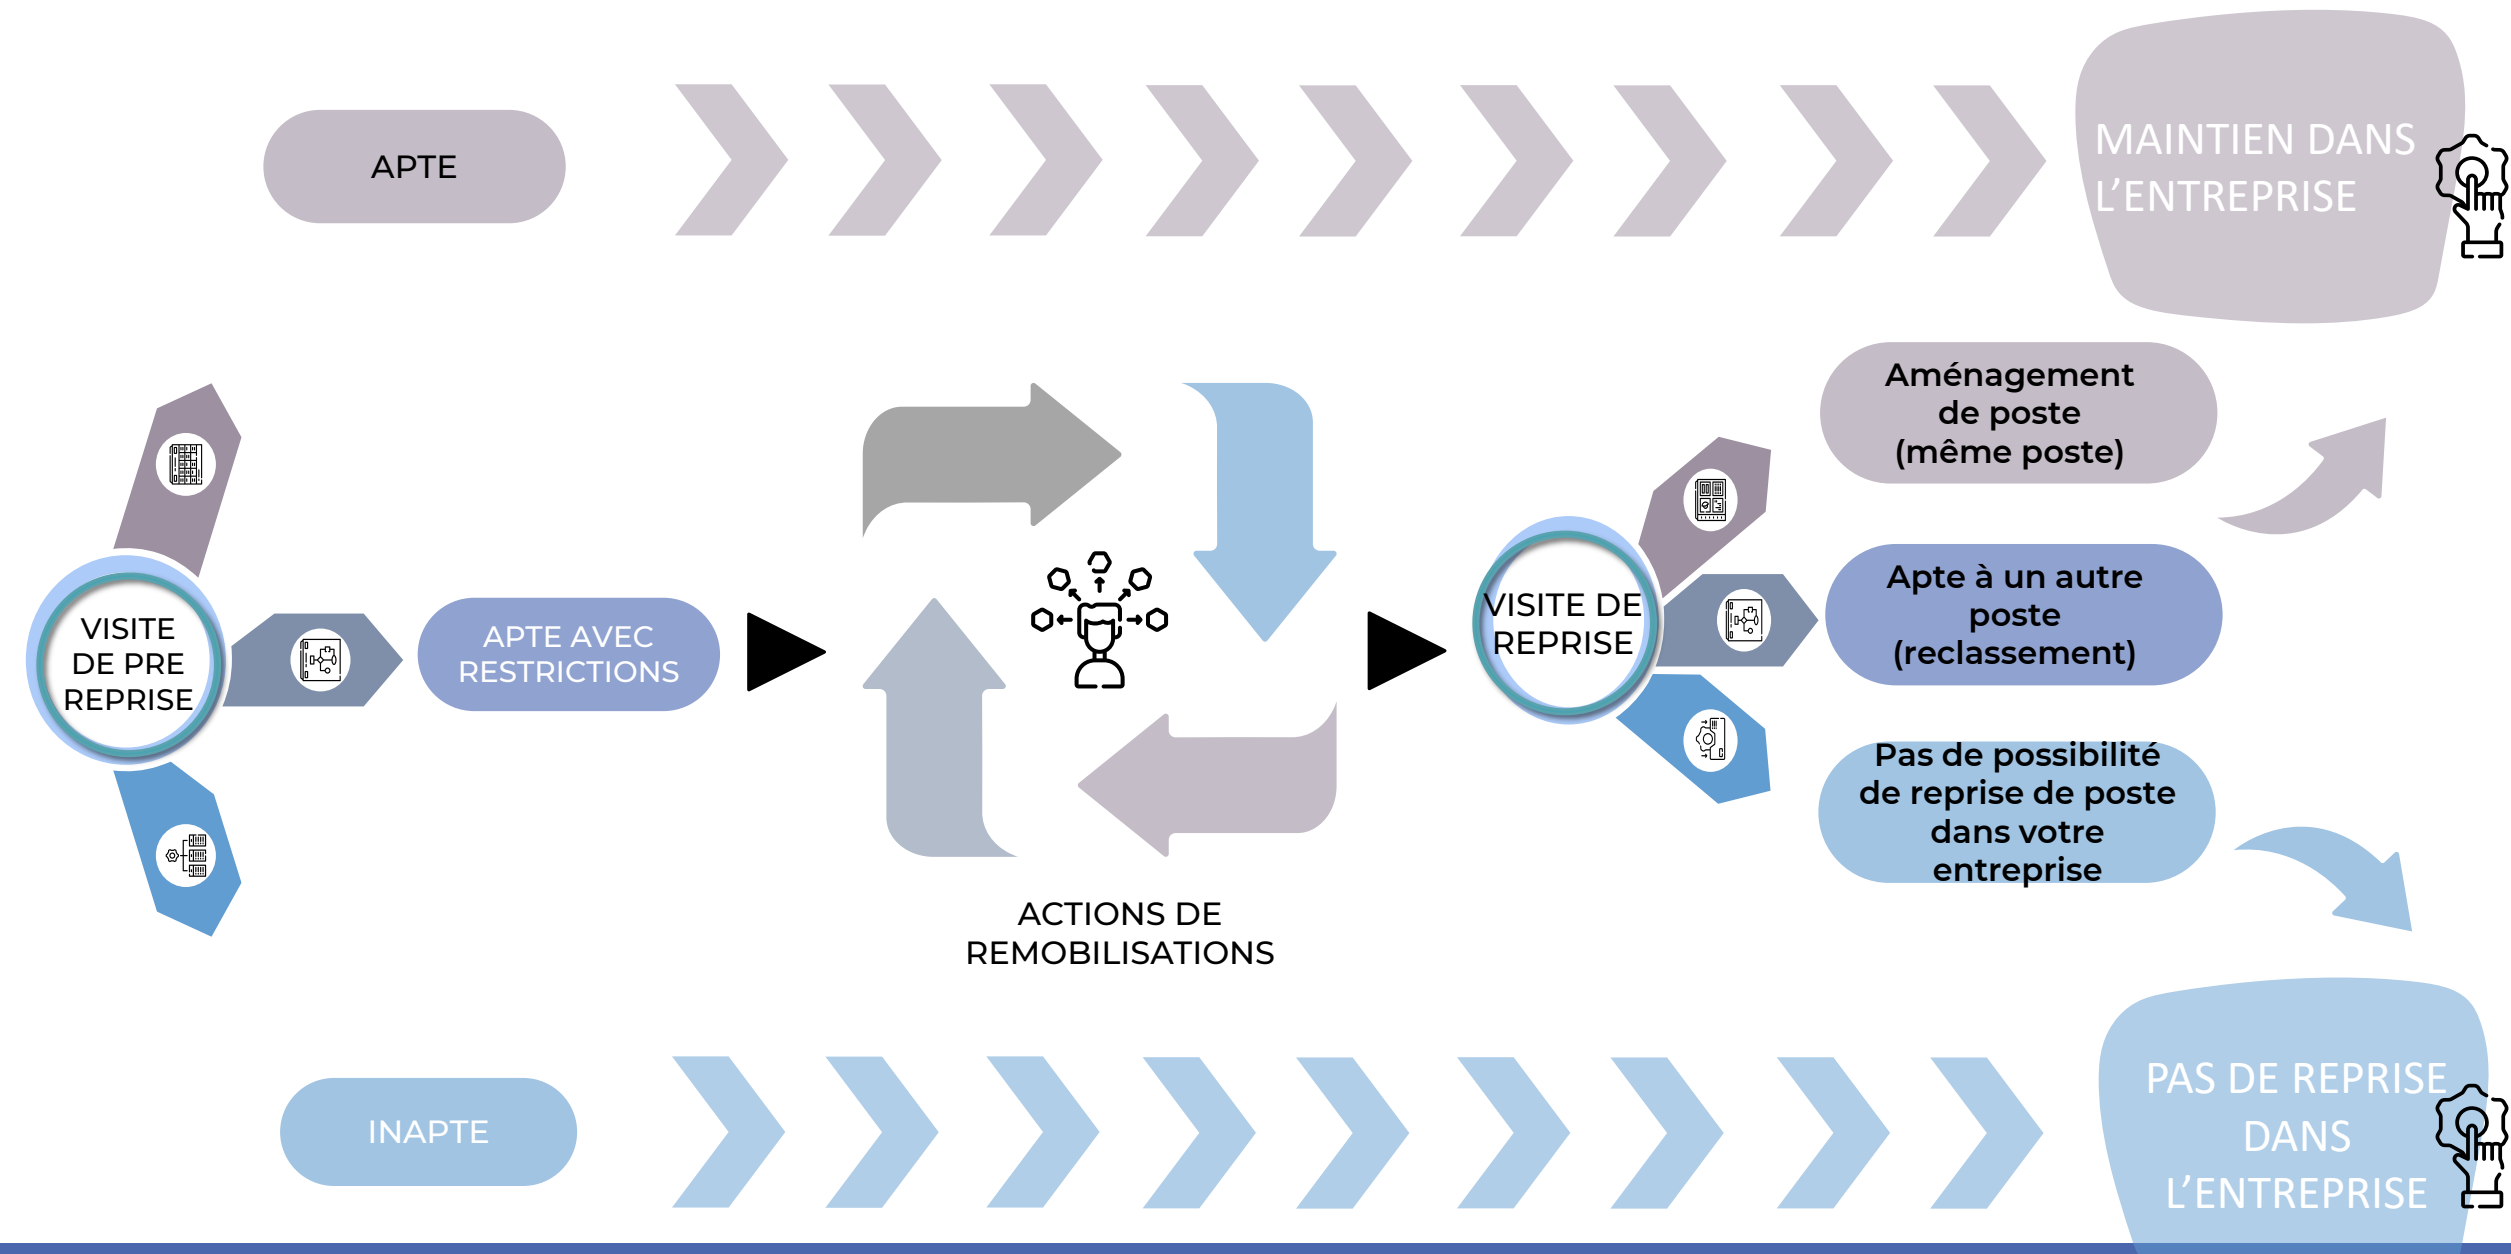 APTE
MAINTIEN DANS
L'ENTREPRISE
VISITE
DE PRE
REPRISE
APTE AVEC
RESTRICTIONS
ACTIONS DE
REMOBILISATIONS
VISITE DE
REPRISE
Aménagement
de poste
(même poste)
Apte à un autre
poste
(reclassement)
Pas de possibilité
de reprise de poste
dans votre
entreprise
INAPTE
PAS DE REPRISE
DANS
L'ENTREPRISE